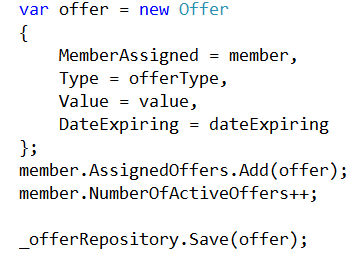 var offer = new Offer
{
    MemberAssigned = member,
    Type = offerType,
    Value = value,
    DateExpiring = dateExpiring
};
member.AssignedOffers.Add(offer);
member.NumberOfActiveOffers++;

_offerRepository.Save(offer);